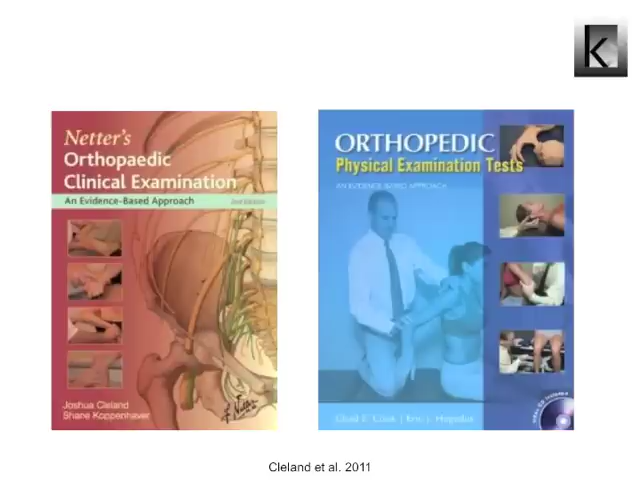 K
Netter's
Orthopaedic
Clinical Examination
An Evidence-Based Approach
2nd Edition
Joshua Cleland
Shane Koppenhaver
F. Netter
ORTHOPEDIC
Physical Examination Tests
AN EVIDENCE-BASED APPROACH
Chad E. Cook | Eric J. Hegedus
Cleland et al. 2011